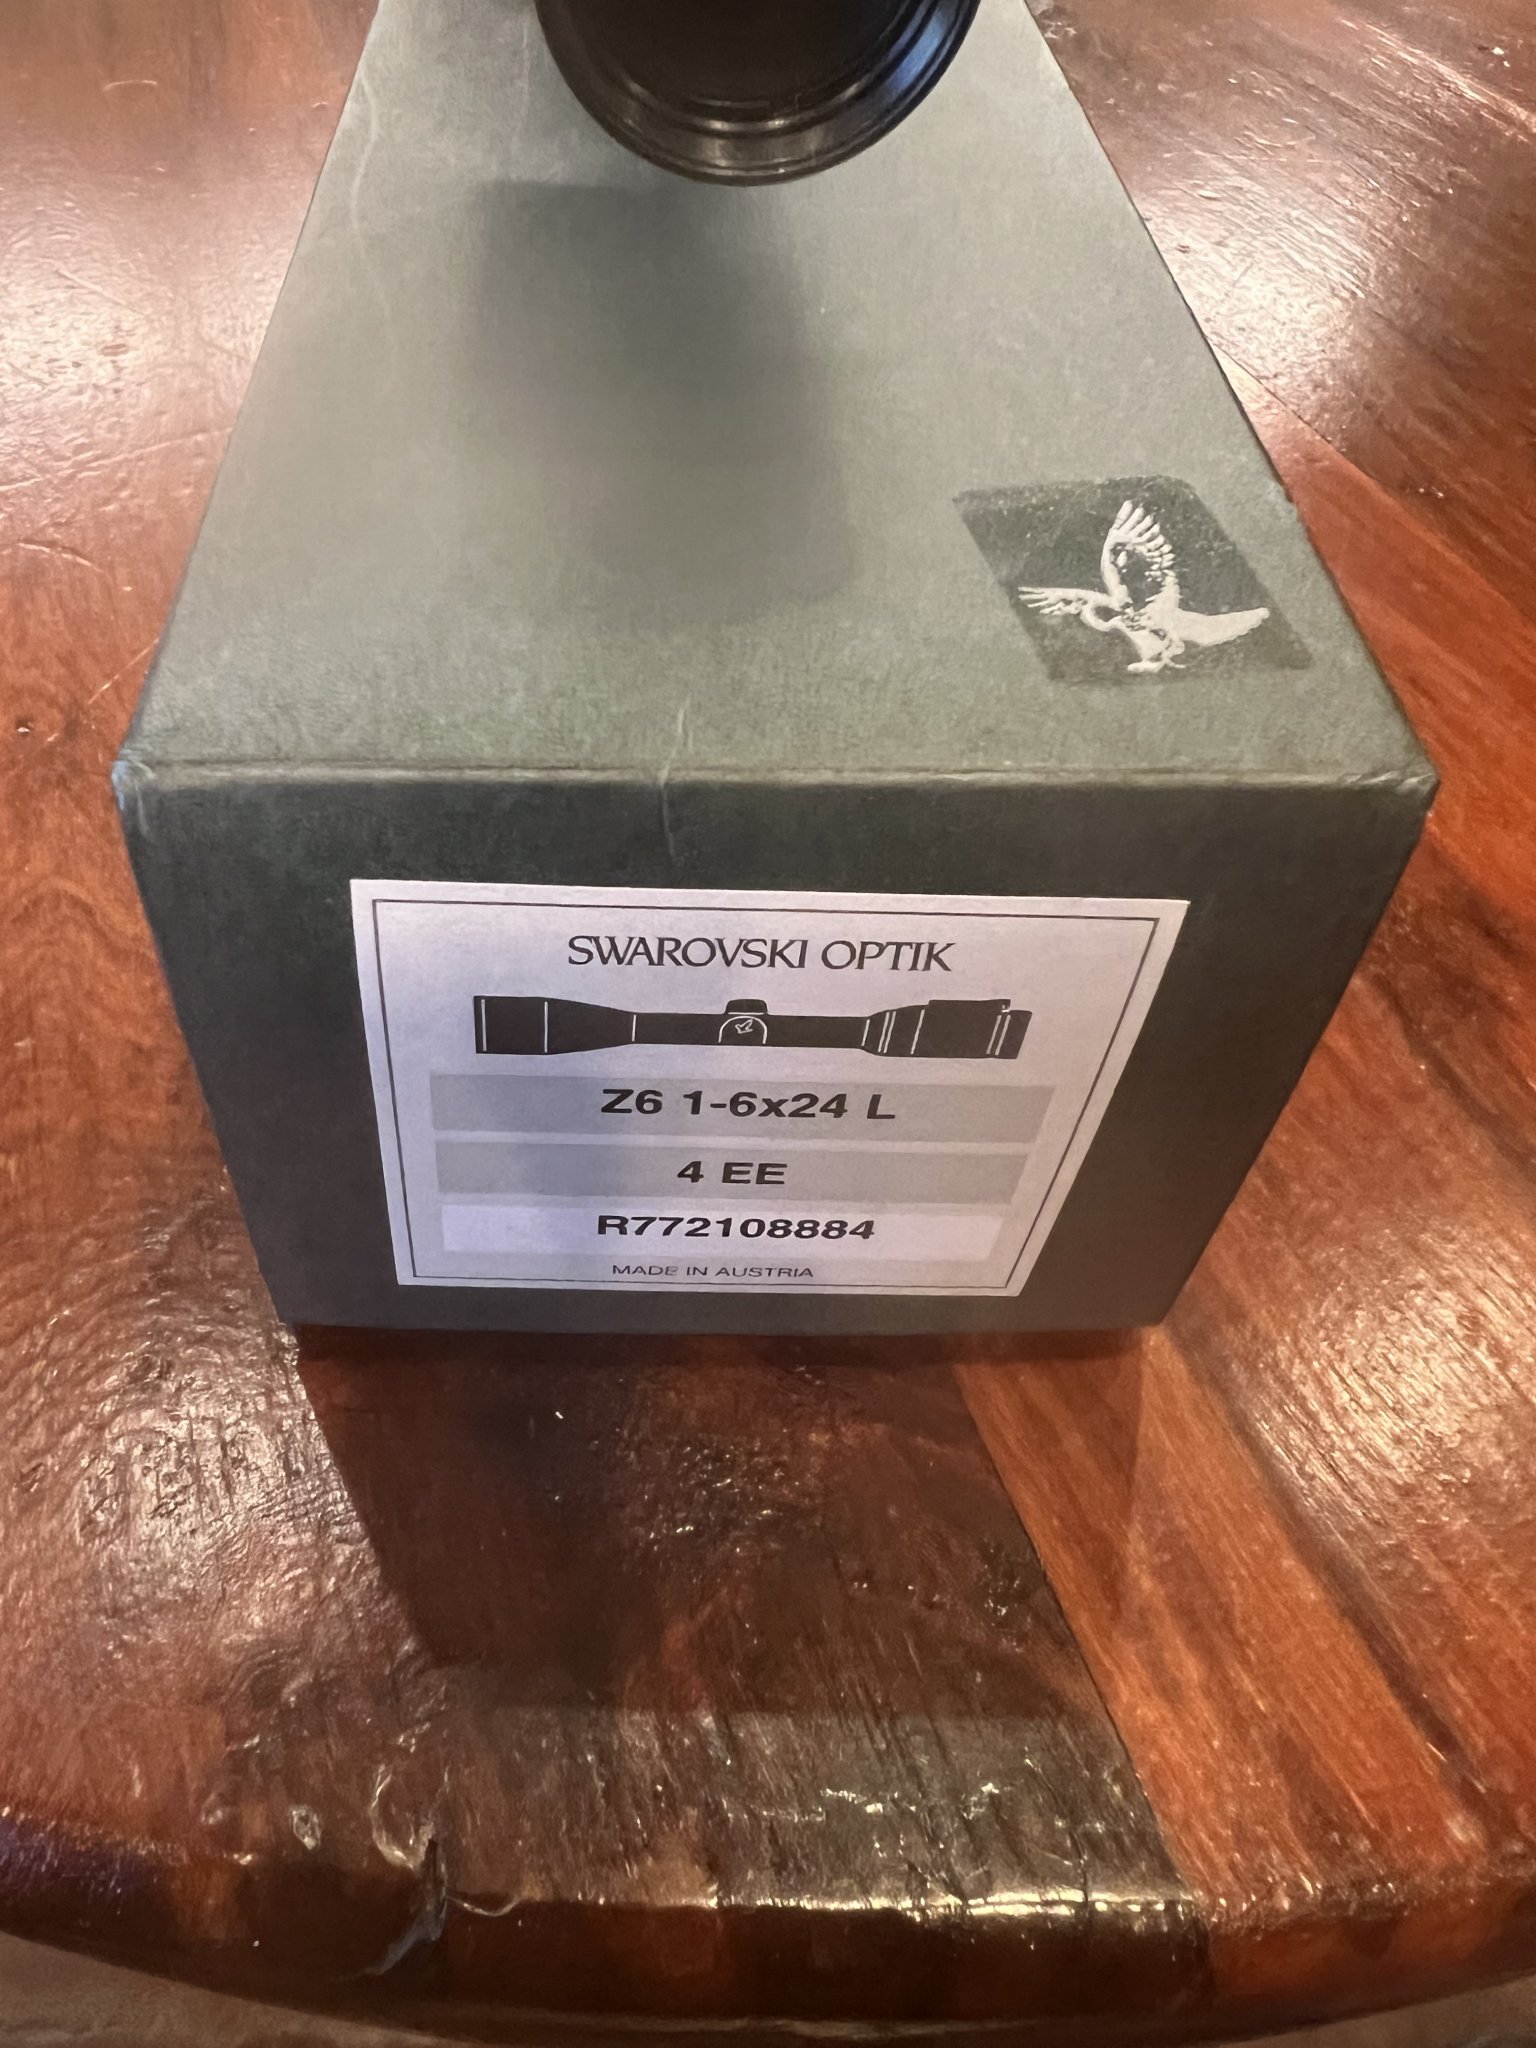 SWAROVSKI OPTIK
Z6 1-6x24 L
4 EE
R772108884
MADE IN AUSTRIA